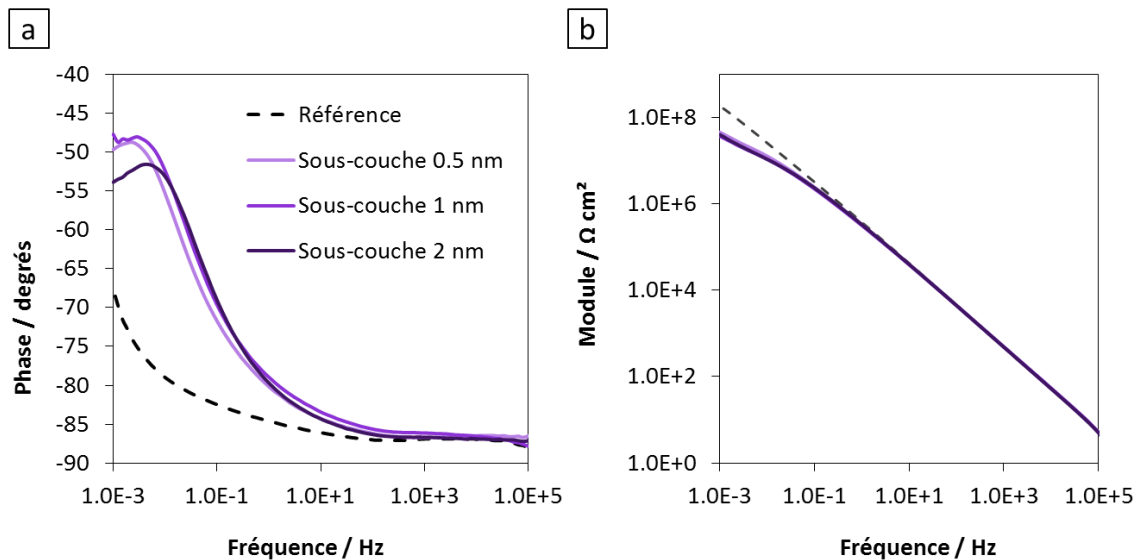 a
Phase / degrés
-40
-45
-50
-55
-60
-65
-70
-75
-80
-85
-90
Référence
Sous-couche 0.5 nm
Sous-couche 1 nm
Sous-couche 2 nm
1.0E-3
1.0E-1
1.0E+1
1.0E+3
1.0E+5
Fréquence / Hz
b
Module / Ω cm²
1.0E+8
1.0E+6
1.0E+4
1.0E+2
1.0E+0
1.0E-3
1.0E-1
1.0E+1
1.0E+3
1.0E+5
Fréquence / Hz